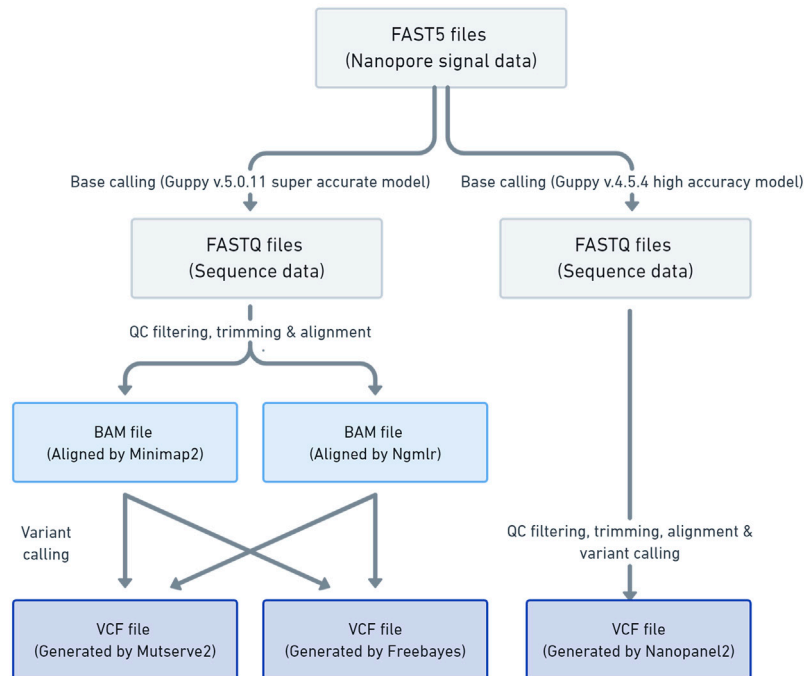 FAST5 files
(Nanopore signal data)
Base calling (Guppy v.5.0.11 super accurate model)
Base calling (Guppy v.4.5.4 high accuracy model)
FASTQ files
(Sequence data)
FASTQ files
(Sequence data)
QC filtering, trimming & alignment
BAM file
(Aligned by Minimap2)
BAM file
(Aligned by Ngmlr)
Variant
calling
QC filtering, trimming, alignment &
variant calling
VCF file
(Generated by Mutserve2)
VCF file
(Generated by Freebayes)
VCF file
(Generated by Nanopanel2)